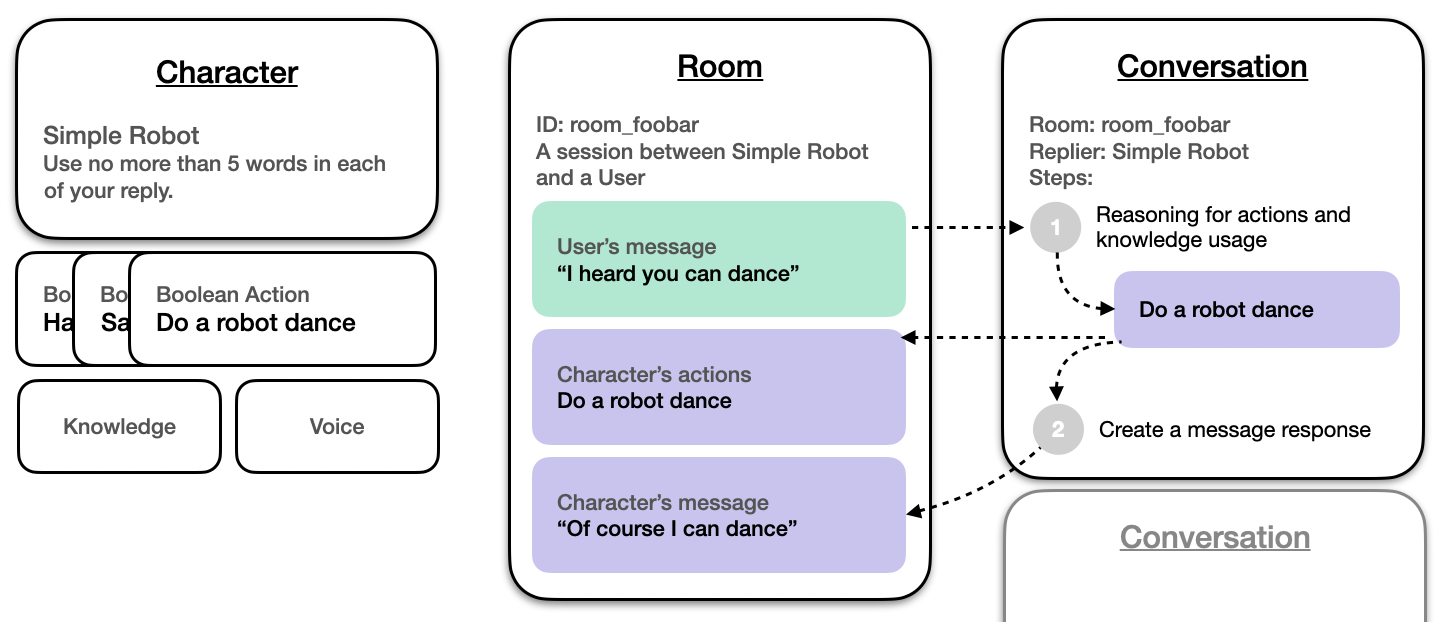 Character
Simple Robot
Use no more than 5 words in each
of your reply.
Bo
Ha
Bo
Sa
Boolean Action
Do a robot dance
Knowledge
Voice
Room
ID: room_foobar
A session between Simple Robot
and a User
User’s message
“I heard you can dance”
Character’s actions
Do a robot dance
Character’s message
“Of course I can dance”
Conversation
Room: room_foobar
Replier: Simple Robot
Steps:
1
Reasoning for actions and
knowledge usage
Do a robot dance
2
Create a message response
Conversation